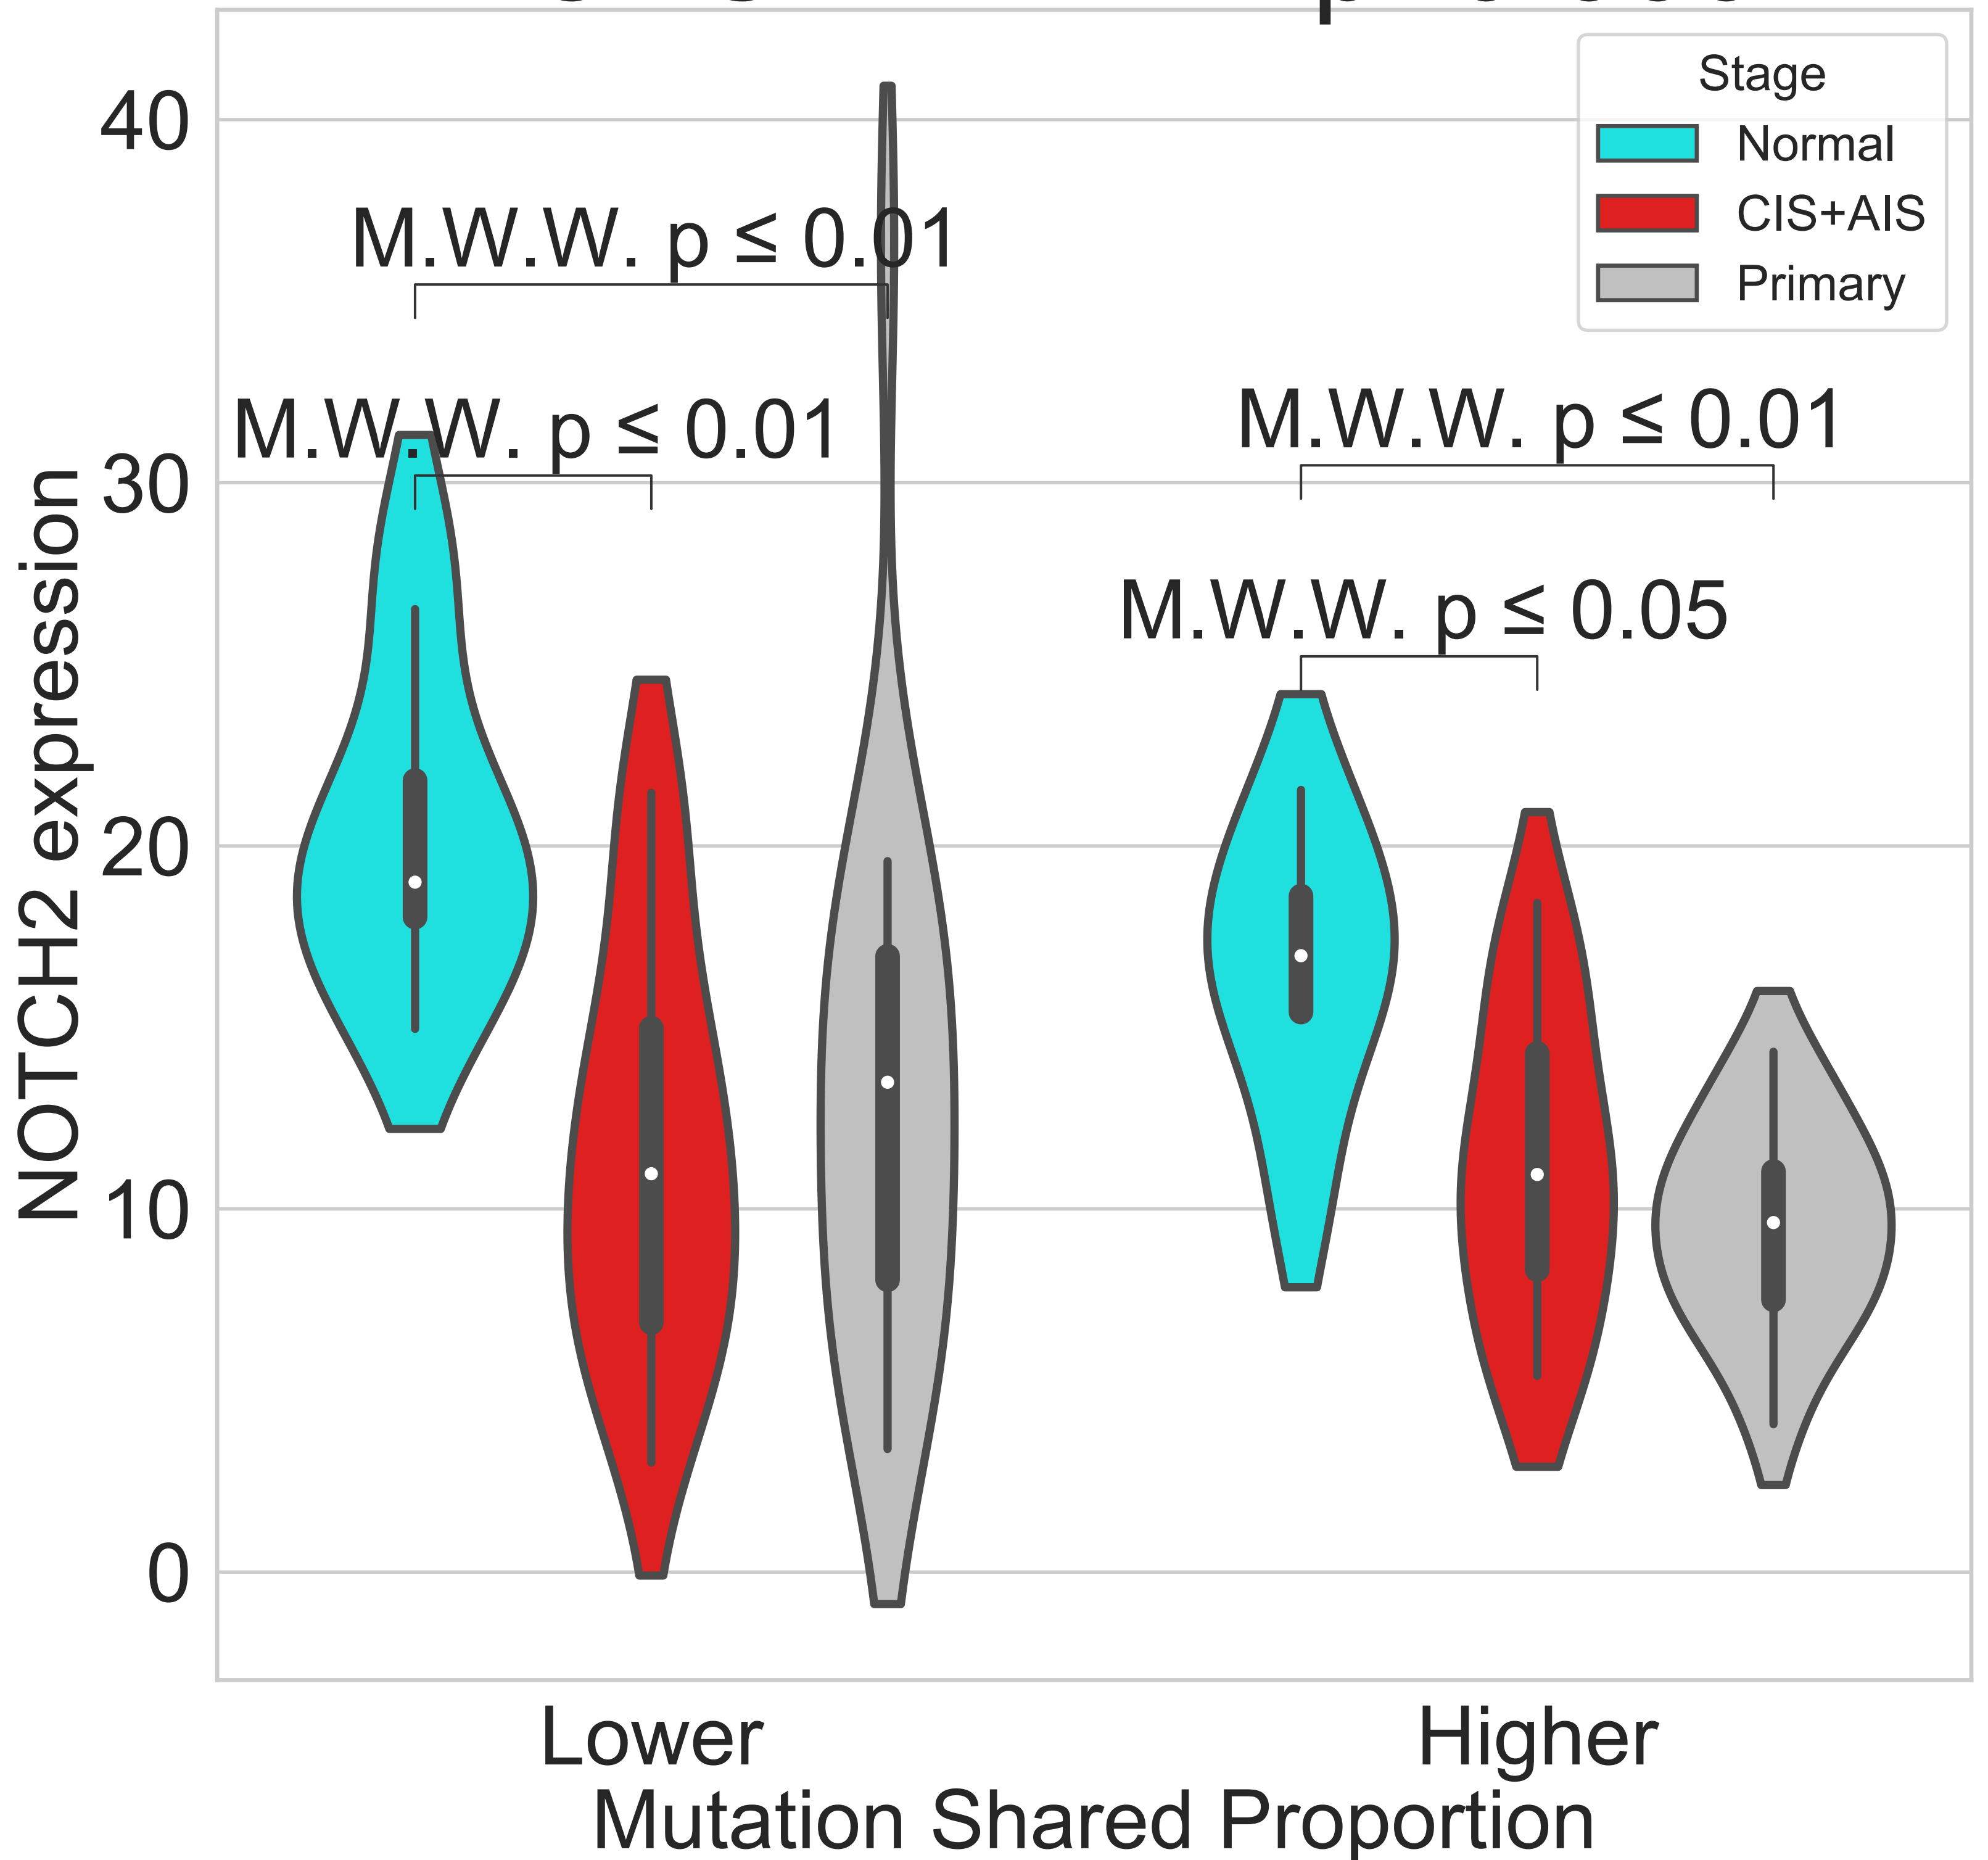 Stage
Normal
CIS+AIS
Primary
M.W.W. p ≤ 0.01
M.W.W. p ≤ 0.01
M.W.W. p ≤ 0.01
M.W.W. p ≤ 0.05
NOTCH2 expression
40
30
20
10
0
Lower
Higher
Mutation Shared Proportion